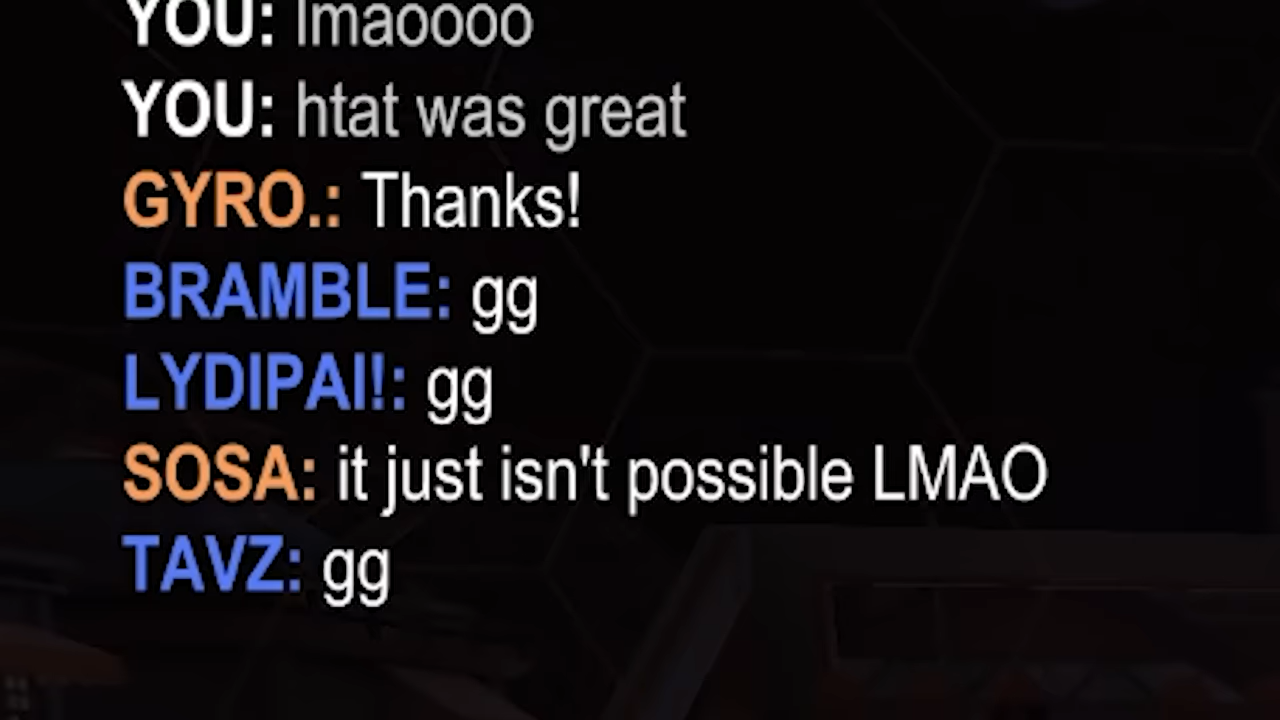 YOU: lmaoooo
YOU: htat was great
GYRO.: Thanks!
BRAMBLE: gg
LYDIPAI!: gg
SOSA: it just isn't possible LMAO
TAVZ: gg